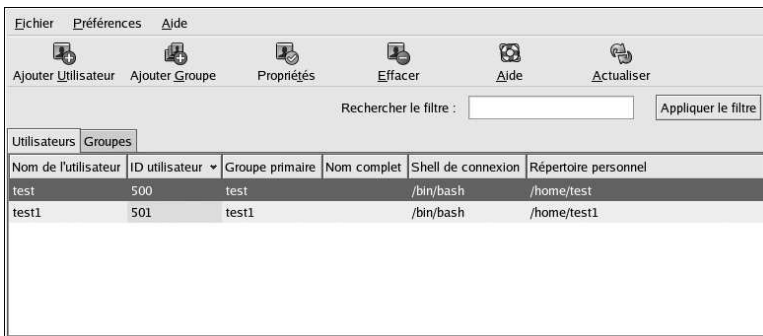 Fichier Préférences Aide
Ajouter Utilisateur Ajouter Groupe Propriétés Effacer Aide Actualiser
Rechercher le filtre : Appliquer le filtre
Utilisateurs Groupes
Nom de l'utilisateur ID utilisateur Groupe primaire Nom complet Shell de connexion Répertoire personnel
test 500 test /bin/bash /home/test
test1 501 test1 /bin/bash /home/test1